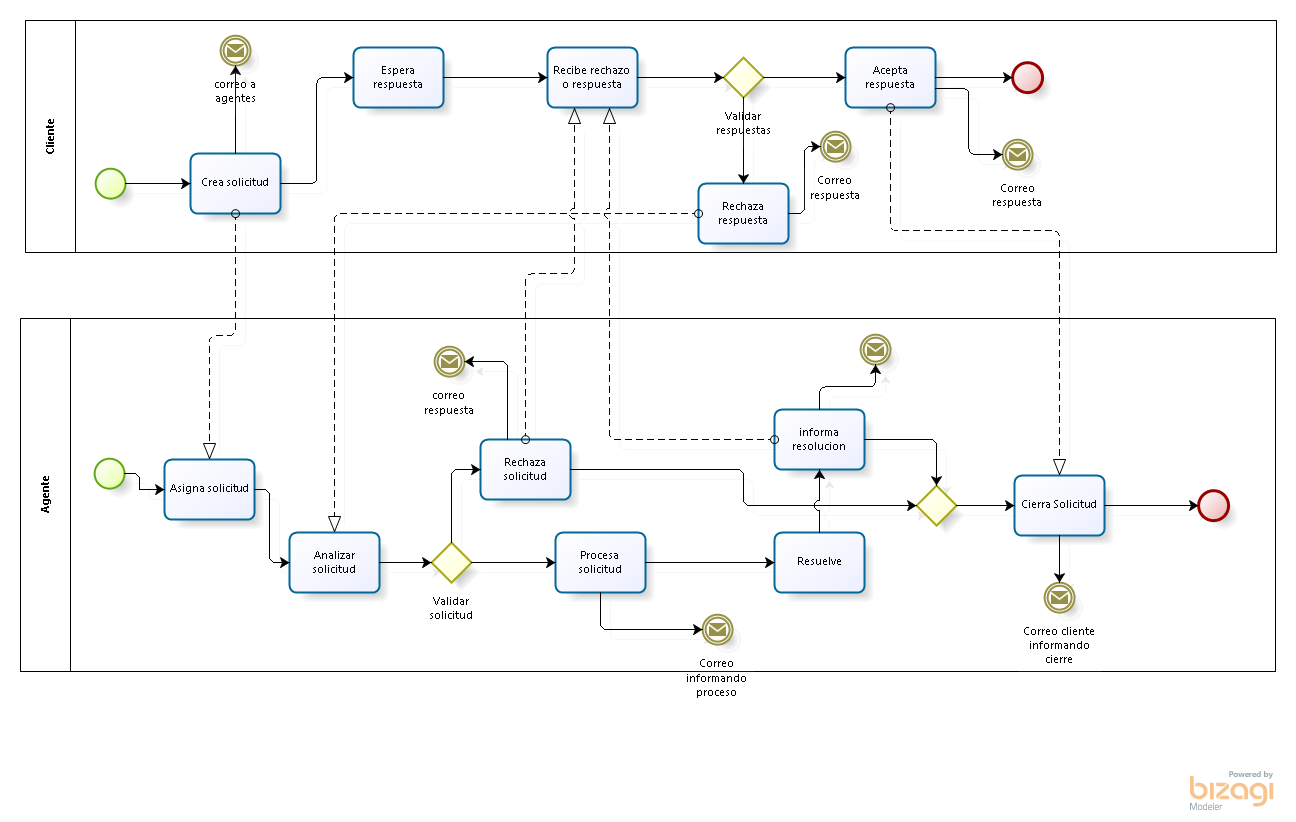 Cliente
correo a
agentes
Crea solicitud
Espera
respuesta
Recibe rechazo
o respuesta
Validar
respuestas
Rechaza
respuesta
Correo
respuesta
Acepta
respuesta
Correo
respuesta
Agente
Asigna solicitud
Analizar
solicitud
Validar
solicitud
correo
respuesta
Rechaza
solicitud
Procesa
solicitud
Correo
informando
proceso
Resuelve
informa
resolucion
Cierra Solicitud
Correo cliente
informando
cierre
Powered by
bizagi
Modeler